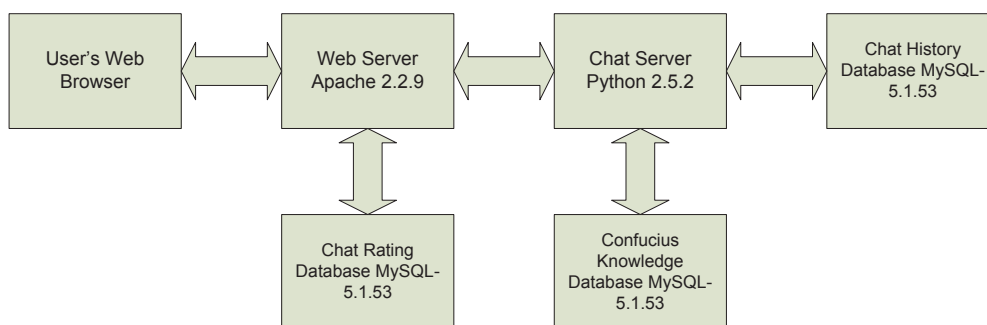 User's Web
Browser
Web Server
Apache 2.2.9
Chat Server
Python 2.5.2
Chat History
Database MySQL-
5.1.53
Chat Rating
Database MySQL-
5.1.53
Confucius
Knowledge
Database MySQL-
5.1.53